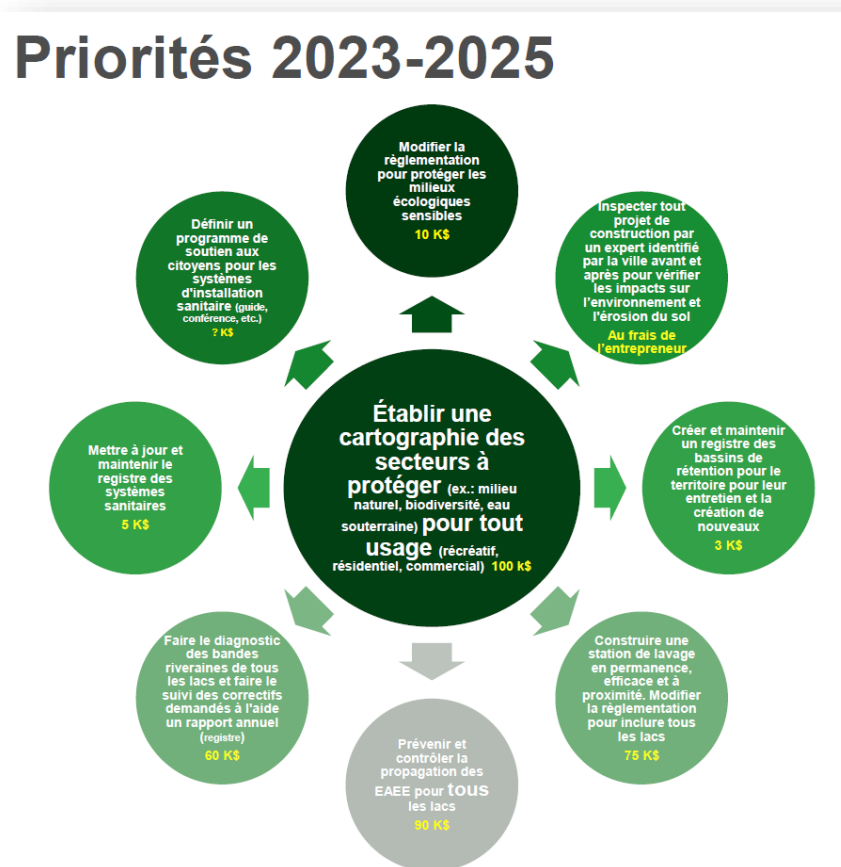 Priorités 2023-2025
Modifier la
règlementation
pour protéger les
milieux
écologiques
sensibles
10 K$
Inspecter tout
projet de
construction par
un expert identifié
par la ville avant et
après pour vérifier
les impacts sur
l'environnement et
l'érosion du sol
Au frais de
l'entrepreneur
Créer et maintenir
un registre des
bassins de
rétention pour le
territoire pour leur
entretien et la
création de
nouveaux
3 K$
Construire une
station de lavage
en permanence,
efficace et à
proximité. Modifier
la règlementation
pour inclure tous
les lacs
75 K$
Prévenir et
contrôler la
propagation des
EAEE pour tous
les lacs
90 K$
Faire le diagnostic
des bandes
riveraines de tous
les lacs et faire le
suivi des correctifs
demandés à l'aide
un rapport annuel
(registre)
60 K$
Mettre à jour et
maintenir le
registre des
systèmes
sanitaires
5 K$
Définir un
programme de
soutien aux
citoyens pour les
systèmes
d'installation
sanitaire (guide,
conférence, etc.)
? K$
Établir une
cartographie des
secteurs à
protéger (ex.: milieu
naturel, biodiversité, eau
souterraine) pour tout
usage (récréatif,
résidentiel, commercial) 100 k$